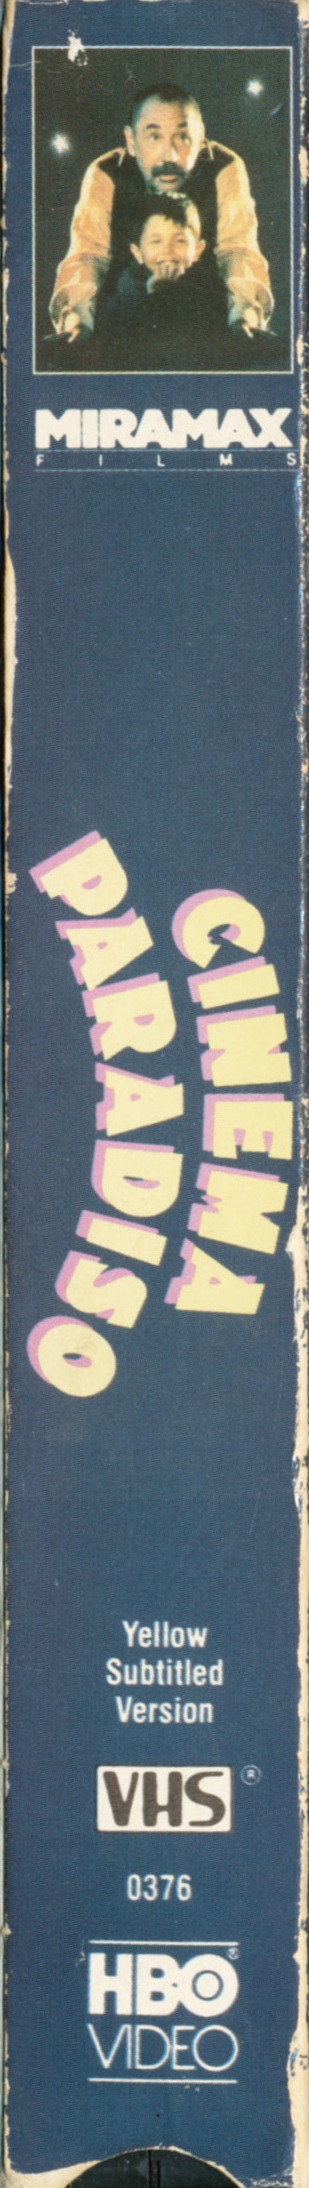 MIRAMAX
FILMS
CINEMA
PARADISO
Yellow
Subtitled
Version
VHS®
0376
HBO®
VIDEO